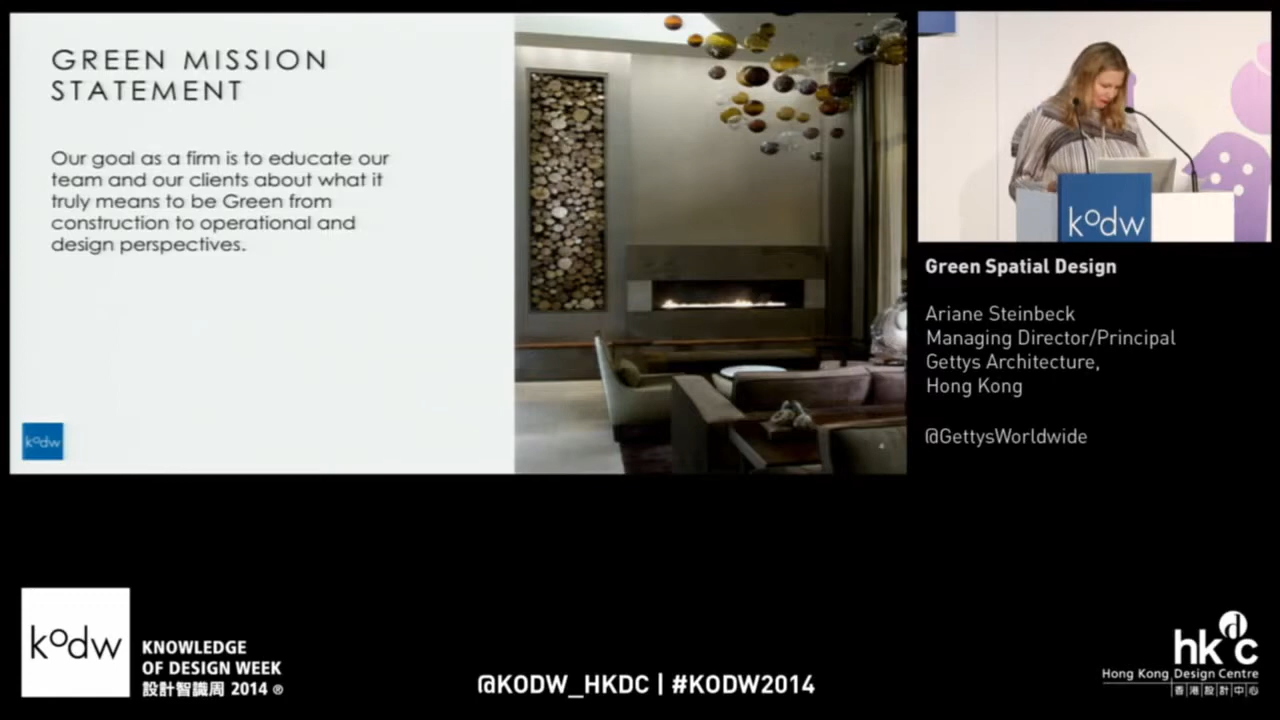 GREEN MISSION
STATEMENT
Our goal as a firm is to educate our
team and our clients about what it
truly means to be Green from
construction to operational and
design perspectives.
kodw
kodw
Green Spatial Design
Ariane Steinbeck
Managing Director/Principal
Gettys Architecture,
Hong Kong
@GettysWorldwide
kodw
KNOWLEDGE
OF DESIGN WEEK
設計智識周 2014 ®
@KODW_HKDC | #KODW2014
hkdc
Hong Kong Design Centre
香港設計中心